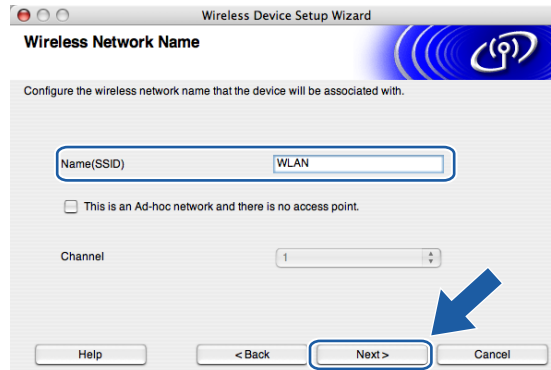 Wireless Device Setup Wizard
Wireless Network Name
Configure the wireless network name that the device will be associated with.
Name(SSID) WLAN
This is an Ad-hoc network and there is no access point.
Channel 1
Help <Back Next> Cancel